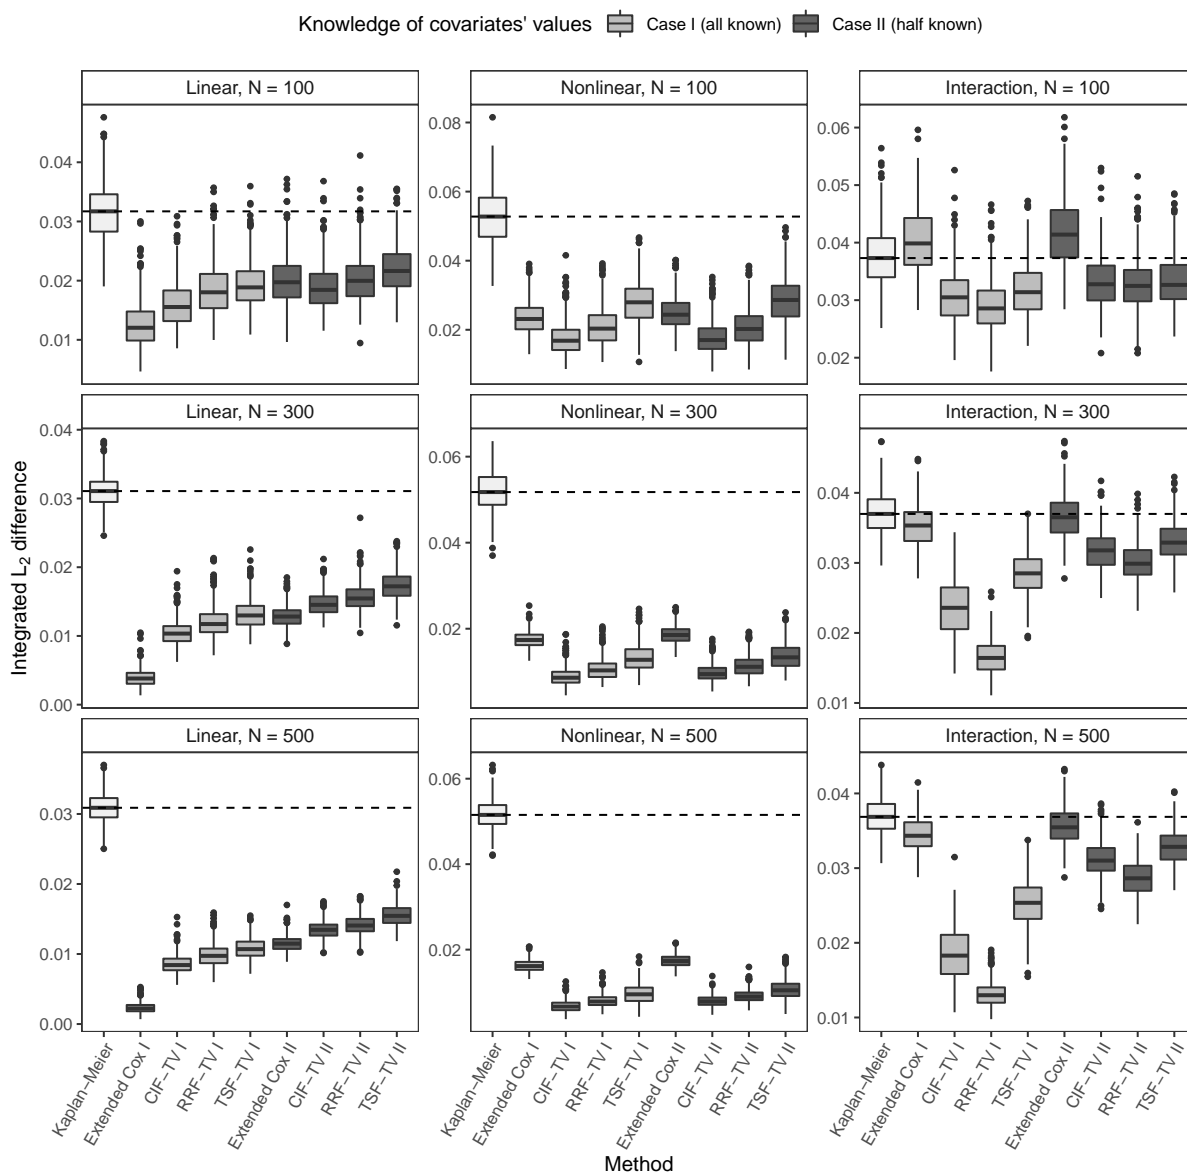 Knowledge of covariates' values Case I (all known) Case II (half known)
Linear, N = 100 Nonlinear, N = 100 Interaction, N = 100
0.04
0.03
0.02
0.01
0.08
0.06
0.04
0.02
0.06
0.05
0.04
0.03
0.02
Linear, N = 300 Nonlinear, N = 300 Interaction, N = 300
0.04
0.03
0.02
0.01
0.00
0.06
0.04
0.02
0.04
0.03
0.02
0.01
Linear, N = 500 Nonlinear, N = 500 Interaction, N = 500
0.03
0.02
0.01
0.00
0.06
0.04
0.02
0.04
0.03
0.02
0.01
Integrated L₂ difference
Kaplan−Meier
Extended Cox I
CIF−TV I
RRF−TV I
TSF−TV I
Extended Cox II
CIF−TV II
RRF−TV II
TSF−TV II
Kaplan−Meier
Extended Cox I
CIF−TV I
RRF−TV I
TSF−TV I
Extended Cox II
CIF−TV II
RRF−TV II
TSF−TV II
Kaplan−Meier
Extended Cox I
CIF−TV I
RRF−TV I
TSF−TV I
Extended Cox II
CIF−TV II
RRF−TV II
TSF−TV II
Method